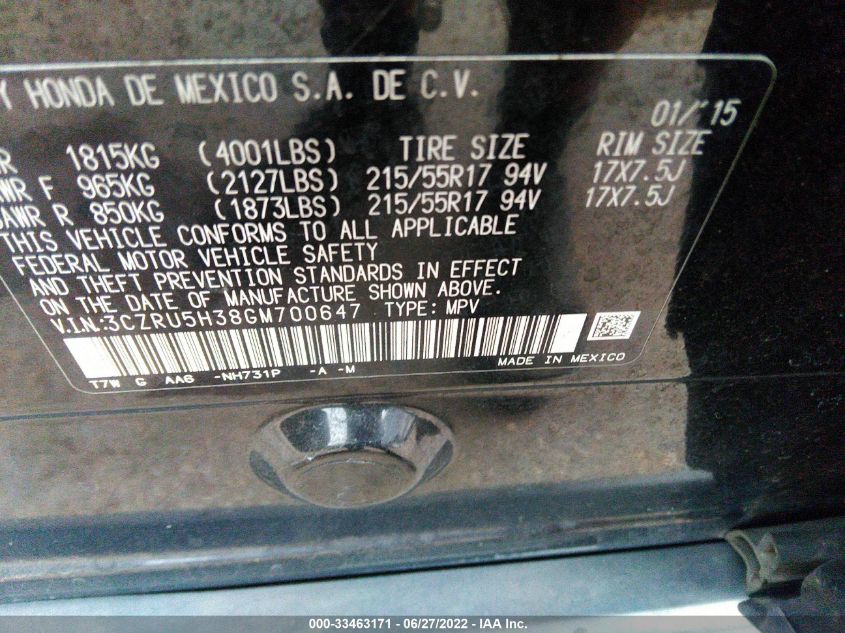 Y HONDA DE MEXICO S.A. DE C.V.
01/'15
R 1815KG (4001LBS) TIRE SIZE RIM SIZE
AWR F 965KG (2127LBS) 215/55R17 94V 17X7.5J
AWR R 850KG (1873LBS) 215/55R17 94V 17X7.5J
THIS VEHICLE CONFORMS TO ALL APPLICABLE
FEDERAL MOTOR VEHICLE SAFETY
AND THEFT PREVENTION STANDARDS IN EFFECT
ON THE DATE OF MANUFACTURE SHOWN ABOVE.
V.I.N:3CZRU5H38GM700647 TYPE: MPV
T7W G AA6 -NH731P -A -M MADE IN MEXICO
000-33463171 - 06/27/2022 - IAA Inc.